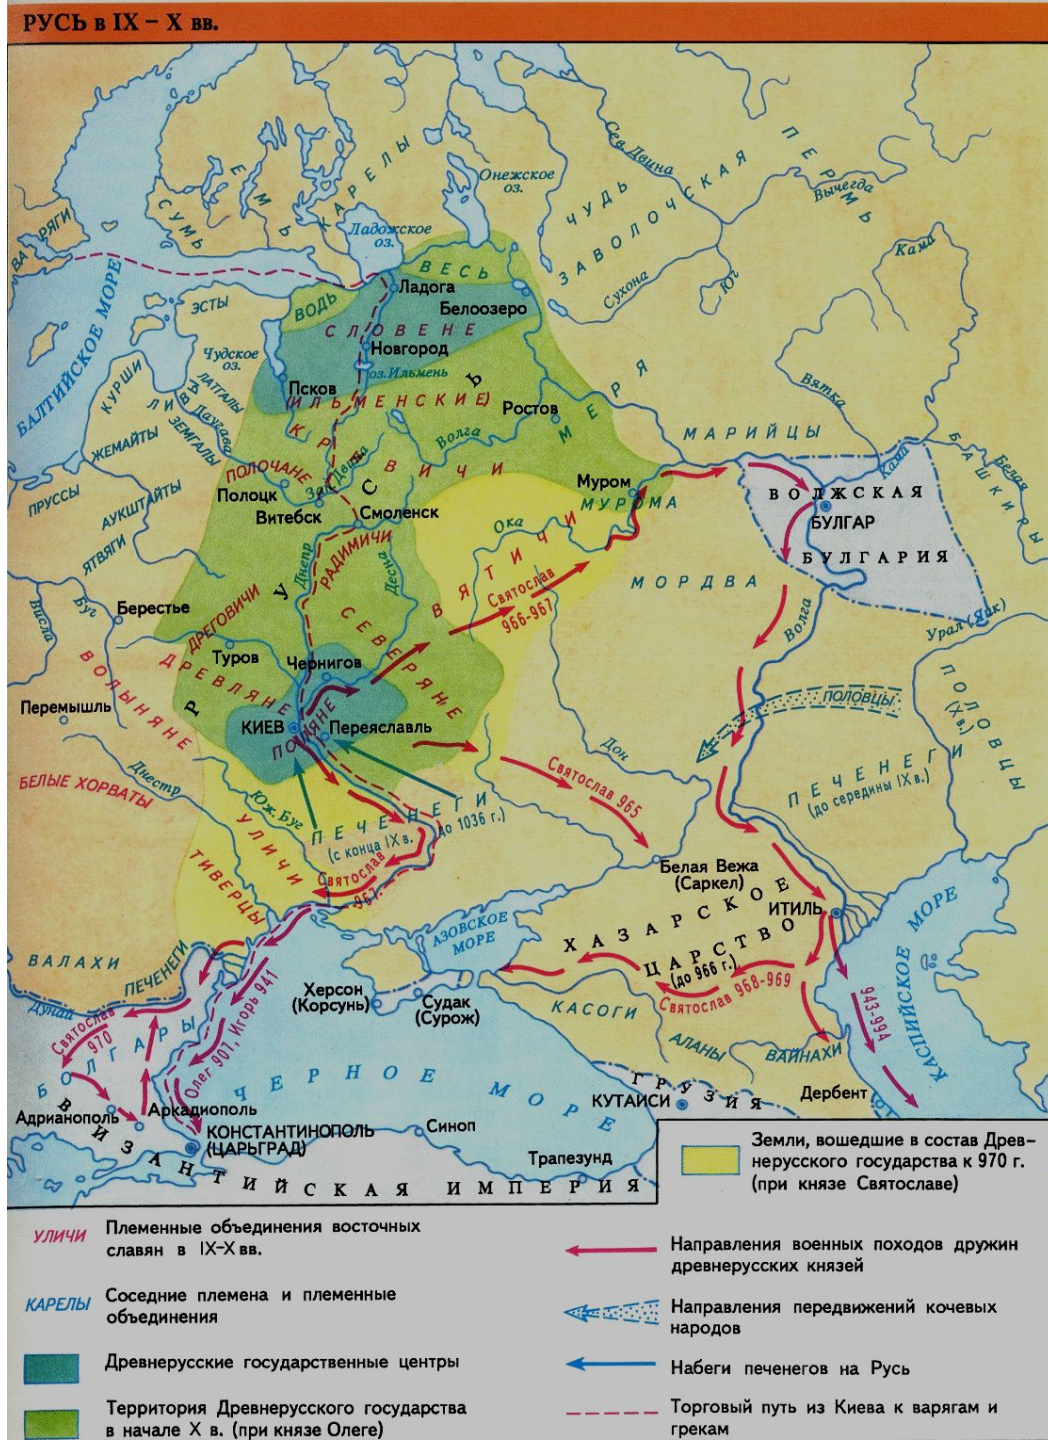 РУСЬ в IX – X вв.
ПЕРМЬ
Сев Двина
КАРЕЛЫ
ЕМЬ
СУМЬ
Онежское
оз.
ЧУДЬ
ЗАВОЛОЧСКАЯ
Вычегда
ВАРЯГИ
Ладожское
оз.
Кама
ВЕСЬ
Сухона
Юг
БАЛТИЙСКОЕ МОРЕ
ЭСТЫ
ВОДЬ
Ладога
Белоозеро
СЛОВЕНЕ
Новгород
Чудское
оз.
оз.Ильмень
Псков
(ИЛЬМЕНСКИЕ)
КУРШИ
ЛИВЫ
ЛАТГАЛЫ
Даугава
ЗЕМГАЛЫ
ЖЕМАЙТЫ
Ростов
МЕРЯ
Вятка
Волга
МАРИЙЦЫ
КРИВИЧИ
ПОЛОЧАНЕ
Полоцк
Зап Двина
Витебск
Смоленск
ПРУССЫ
АУКШТАЙТЫ
ЯТВЯГИ
Муром
МУРОМА
Кама
Белая
БАШКИРЫ
ВОЛЖСКАЯ
БУЛГАР
БУЛГАРИЯ
Ока
ВЯТИЧИ
Святослав
966-967
МОРДВА
РАДИМИЧИ
Днепр
Десна
РУСЬ
Висла
Буг
Берестье
ДРЕГОВИЧИ
СЕВЕРЯНЕ
Волга
Урал (Яик)
Туров
Чернигов
ВОЛЫНЯНЕ
ДРЕВЛЯНЕ
Перемышль
КИЕВ
ПОЛЯНЕ
Переяславль
ПОЛОВЦЫ
ПОЛОВЦЫ
(X в.)
Дон
БЕЛЫЕ ХОРВАТЫ
Днестр
Юж. Буг
Святослав 965
ПЕЧЕНЕГИ
(до середины IX в.)
ПЕЧЕНЕГИ
(с конца IX в.
до 1036 г.)
УЛИЧИ
ТИВЕРЦЫ
Святослав
967
Белая Вежа
(Саркел)
ИТИЛЬ
ХАЗАРСКОЕ
ЦАРСТВО
(до 966 г.)
Святослав 968-969
АЗОВСКОЕ
МОРЕ
КАСПИЙСКОЕ МОРЕ
943-994
ВАЛАХИ
ПЕЧЕНЕГИ
Дунай
Херсон
(Корсунь)
Судак
(Сурож)
КАСОГИ
АЛАНЫ
ВАЙНАХИ
Святослав
970
БОЛГАРЫ
Олег 907, Игорь 941
ЧЕРНОЕ МОРЕ
ГРУЗИЯ
КУТАИСИ
Дербент
Адрианополь
Аркадиополь
КОНСТАНТИНОПОЛЬ
(ЦАРЬГРАД)
Синоп
Трапезунд
ВИЗАНТИЙСКАЯ ИМПЕРИЯ
Земли, вошедшие в состав Древ-
нерусского государства к 970 г.
(при князе Святославе)
УЛИЧИ
Племенные объединения восточных
славян в IX-X вв.
КАРЕЛЫ
Соседние племена и племенные
объединения
Древнерусские государственные центры
Территория Древнерусского государства
в начале X в. (при князе Олеге)
Направления военных походов дружин
древнерусских князей
Направления передвижений кочевых
народов
Набеги печенегов на Русь
Торговый путь из Киева к варягам и
грекам